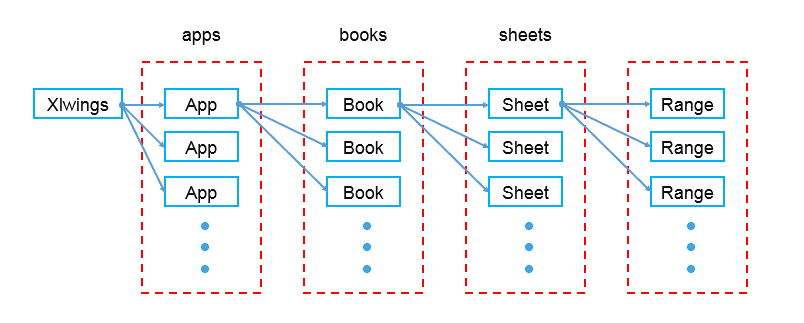 apps books sheets
Xlwings App Book Sheet Range
App Book Sheet Range
App Book Sheet Range